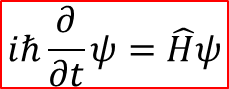 iħ ∂/∂t ψ = Ĥψ